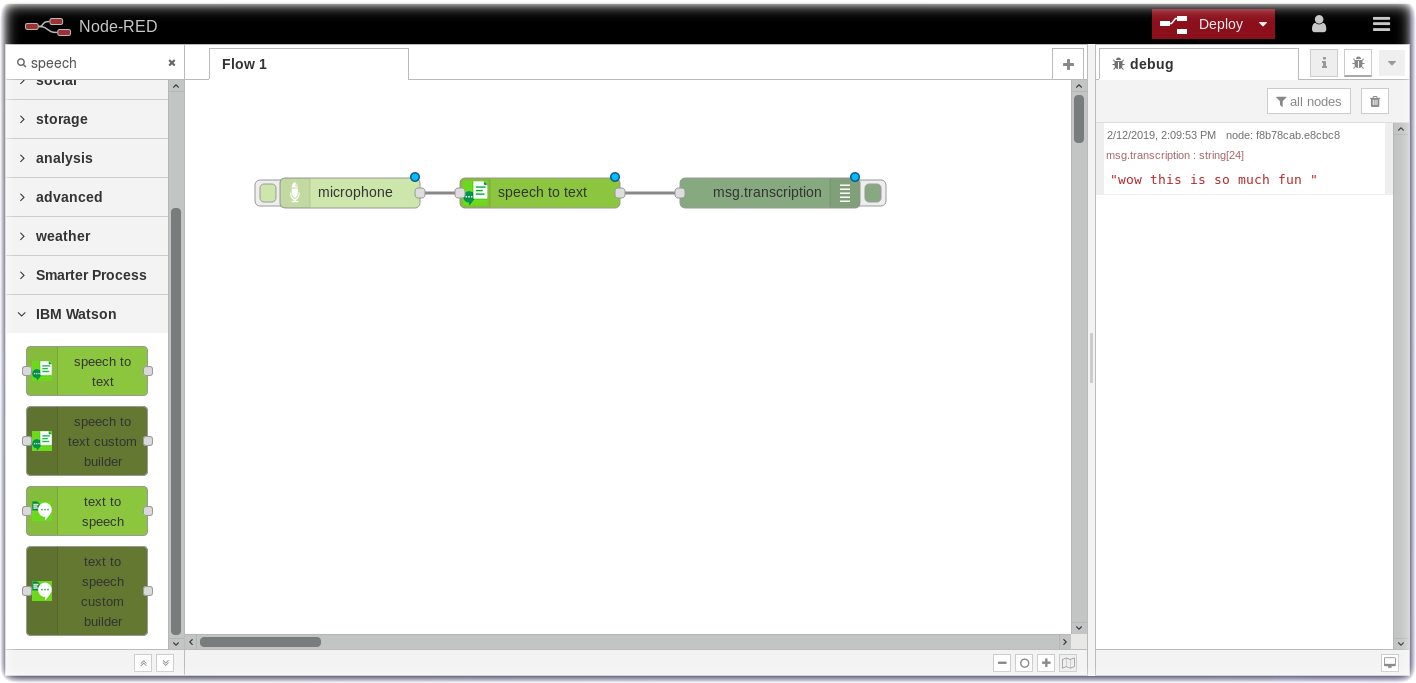 Node-RED
Deploy
speech
Flow 1
debug
all nodes
social
storage
analysis
advanced
weather
Smarter Process
IBM Watson
speech to
text
speech to
text custom
builder
text to
speech
text to
speech
custom
builder
microphone
speech to text
msg.transcription
2/12/2019, 2:09:53 PM node: f8b78cab.e8cbc8
msg.transcription : string[24]
"wow this is so much fun "